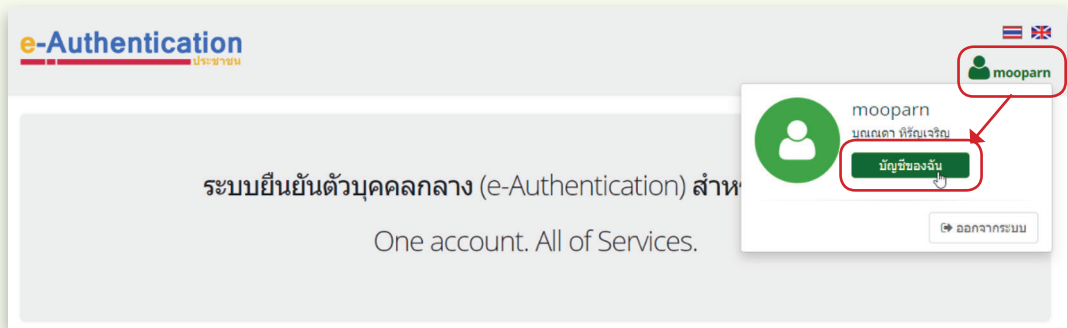 e-Authentication
ประชาชน
mooparn
mooparn
บุณณดา หิรัญเจริญ
บัญชีของฉัน
ระบบยืนยันตัวบุคคลกลาง (e-Authentication) สำห
One account. All of Services.
ออกจากระบบ